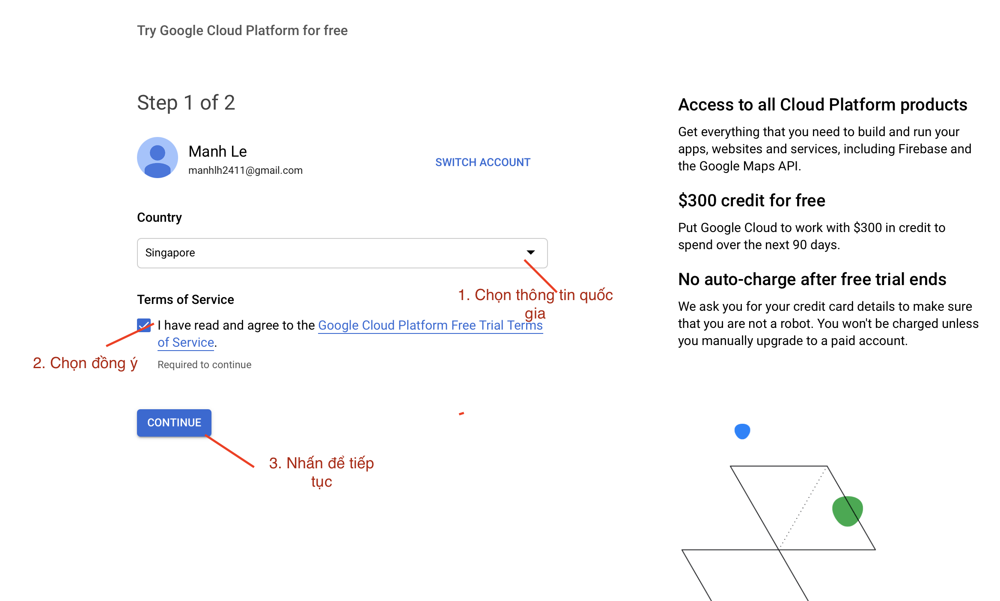 Try Google Cloud Platform for free
Step 1 of 2
Manh Le
manhlh2411@gmail.com
SWITCH ACCOUNT
Country
Singapore
1. Chọn thông tin quốc
gia
Terms of Service
I have read and agree to the Google Cloud Platform Free Trial Terms
of Service.
2. Chọn đồng ý
Required to continue
CONTINUE
3. Nhấn để tiếp
tục
Access to all Cloud Platform products
Get everything that you need to build and run your
apps, websites and services, including Firebase and
the Google Maps API.
$300 credit for free
Put Google Cloud to work with $300 in credit to
spend over the next 90 days.
No auto-charge after free trial ends
We ask you for your credit card details to make sure
that you are not a robot. You won't be charged unless
you manually upgrade to a paid account.